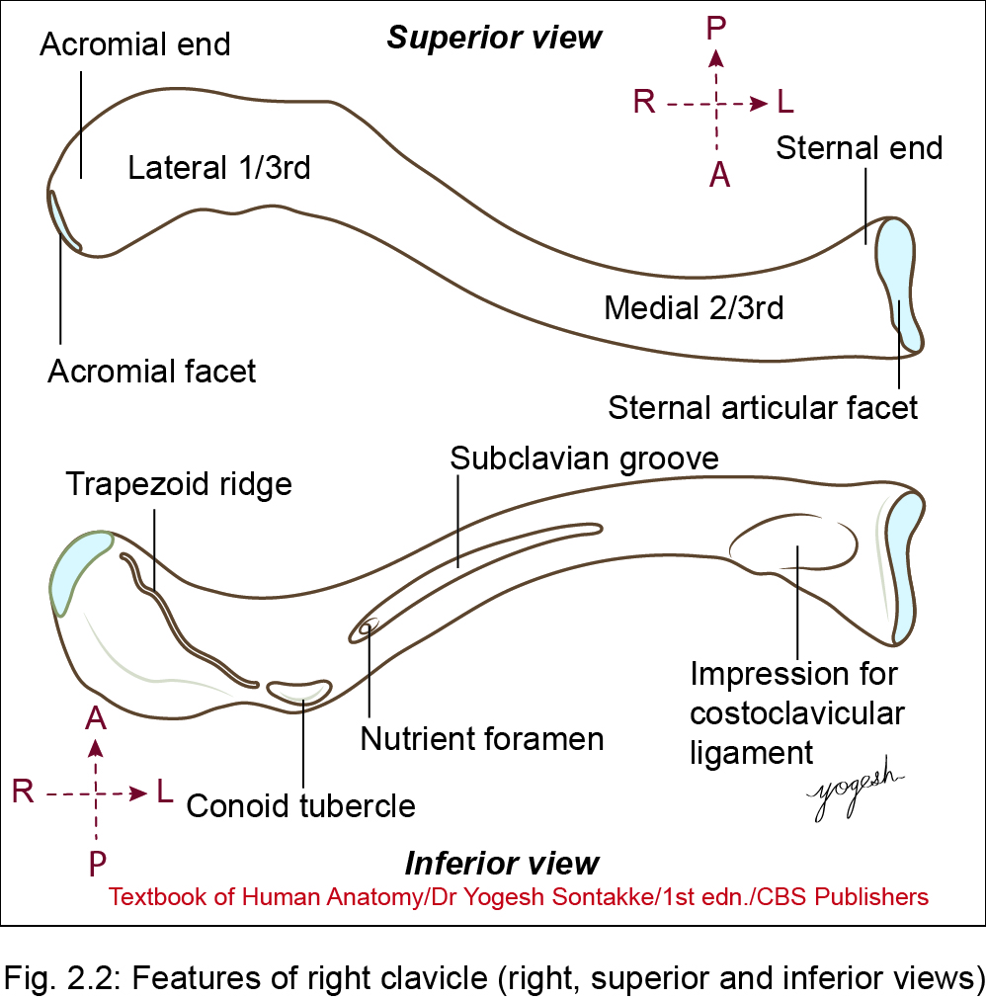 Superior view
Acromial end
P
R
L
A
Sternal end
Lateral 1/3rd
Medial 2/3rd
Acromial facet
Sternal articular facet
Subclavian groove
Trapezoid ridge
Impression for
costoclavicular
ligament
Nutrient foramen
Conoid tubercle
A
R
L
P
yogesh
Inferior view
Textbook of Human Anatomy/Dr Yogesh Sontakke/1st edn./CBS Publishers
Fig. 2.2: Features of right clavicle (right, superior and inferior views)